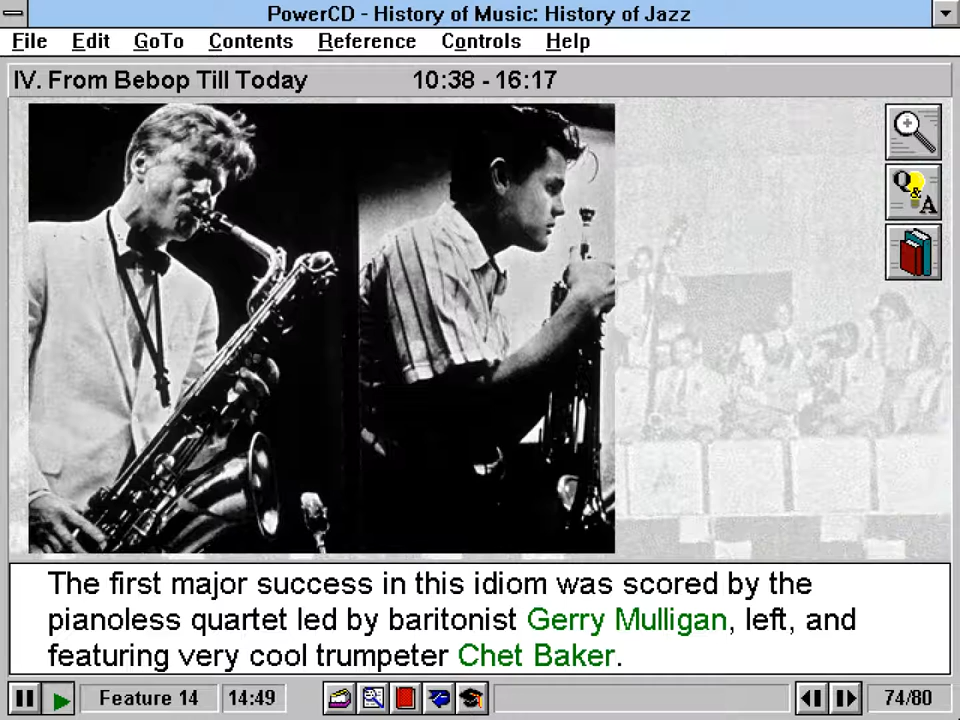 PowerCD - History of Music: History of Jazz
File Edit GoTo Contents Reference Controls Help
IV. From Bebop Till Today 10:38 - 16:17
Q & A
The first major success in this idiom was scored by the
pianoless quartet led by baritonist Gerry Mulligan, left, and
featuring very cool trumpeter Chet Baker.
Feature 14 14:49 74/80